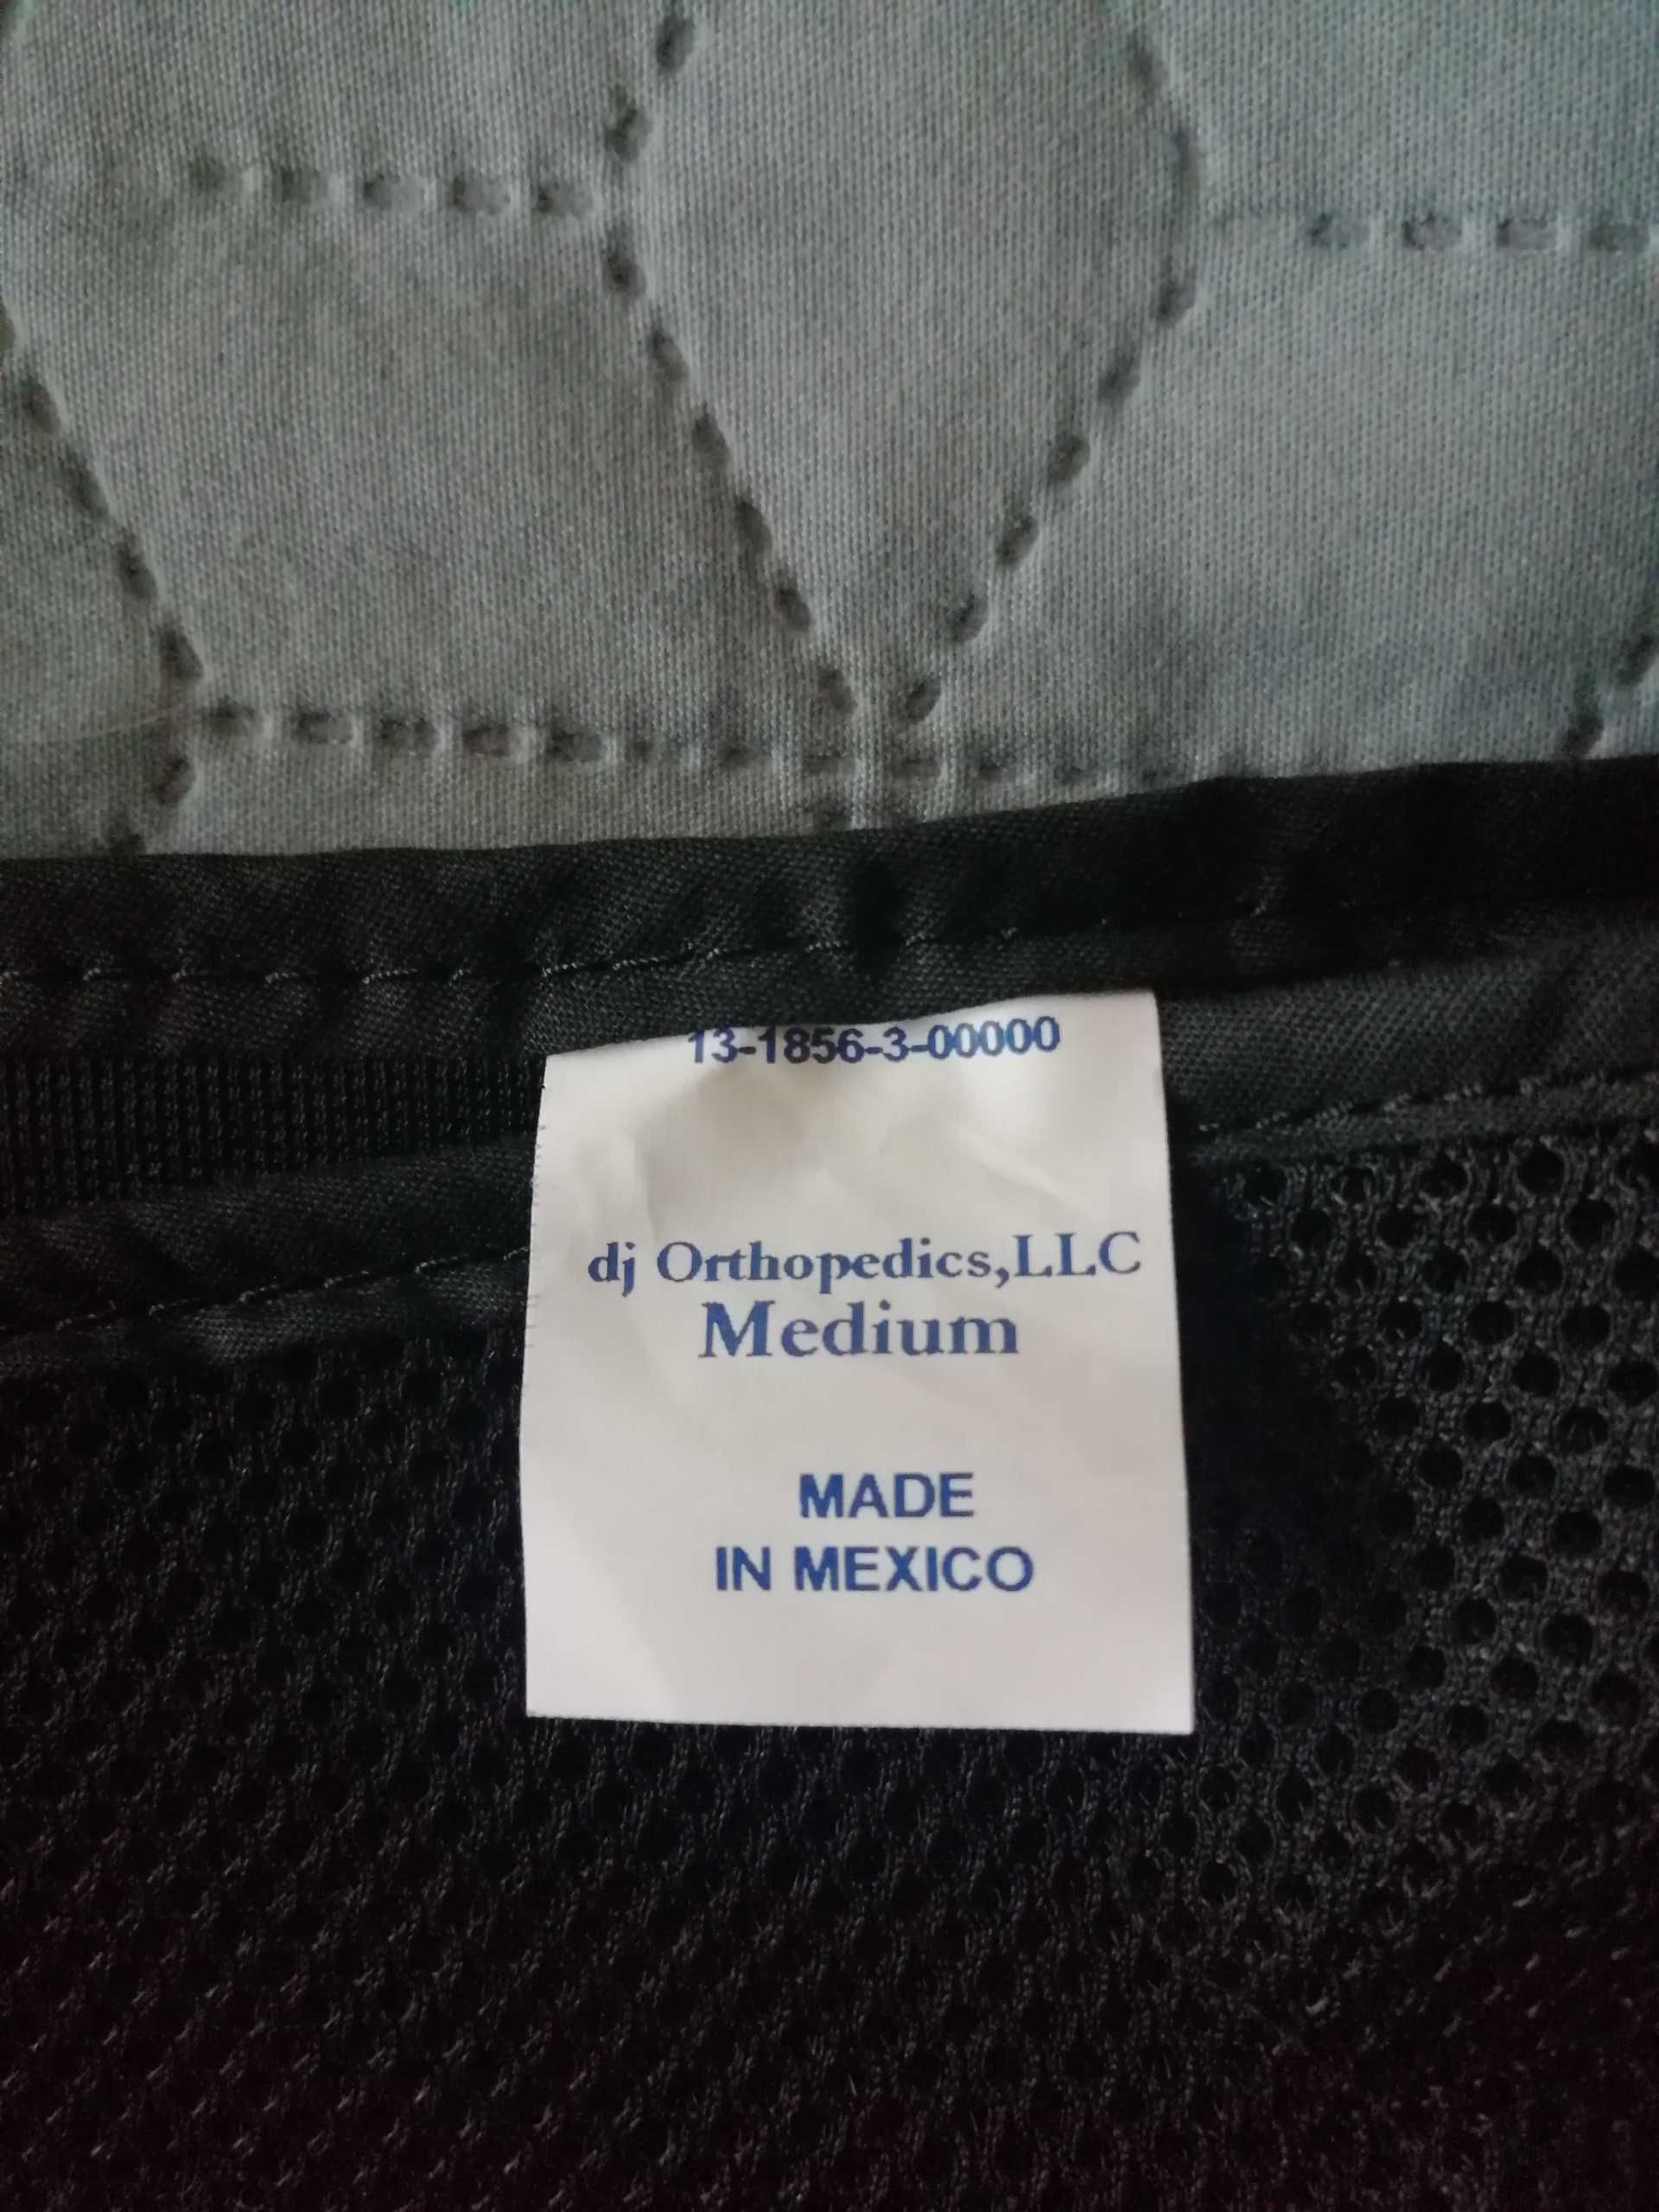 13-1856-3-00000
dj Orthopedics,LLC
Medium
MADE
IN MEXICO